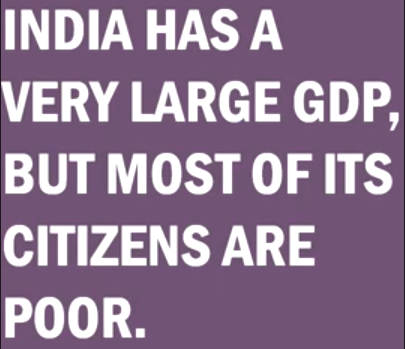 INDIA HAS A
VERY LARGE GDP,
BUT MOST OF ITS
CITIZENS ARE
POOR.